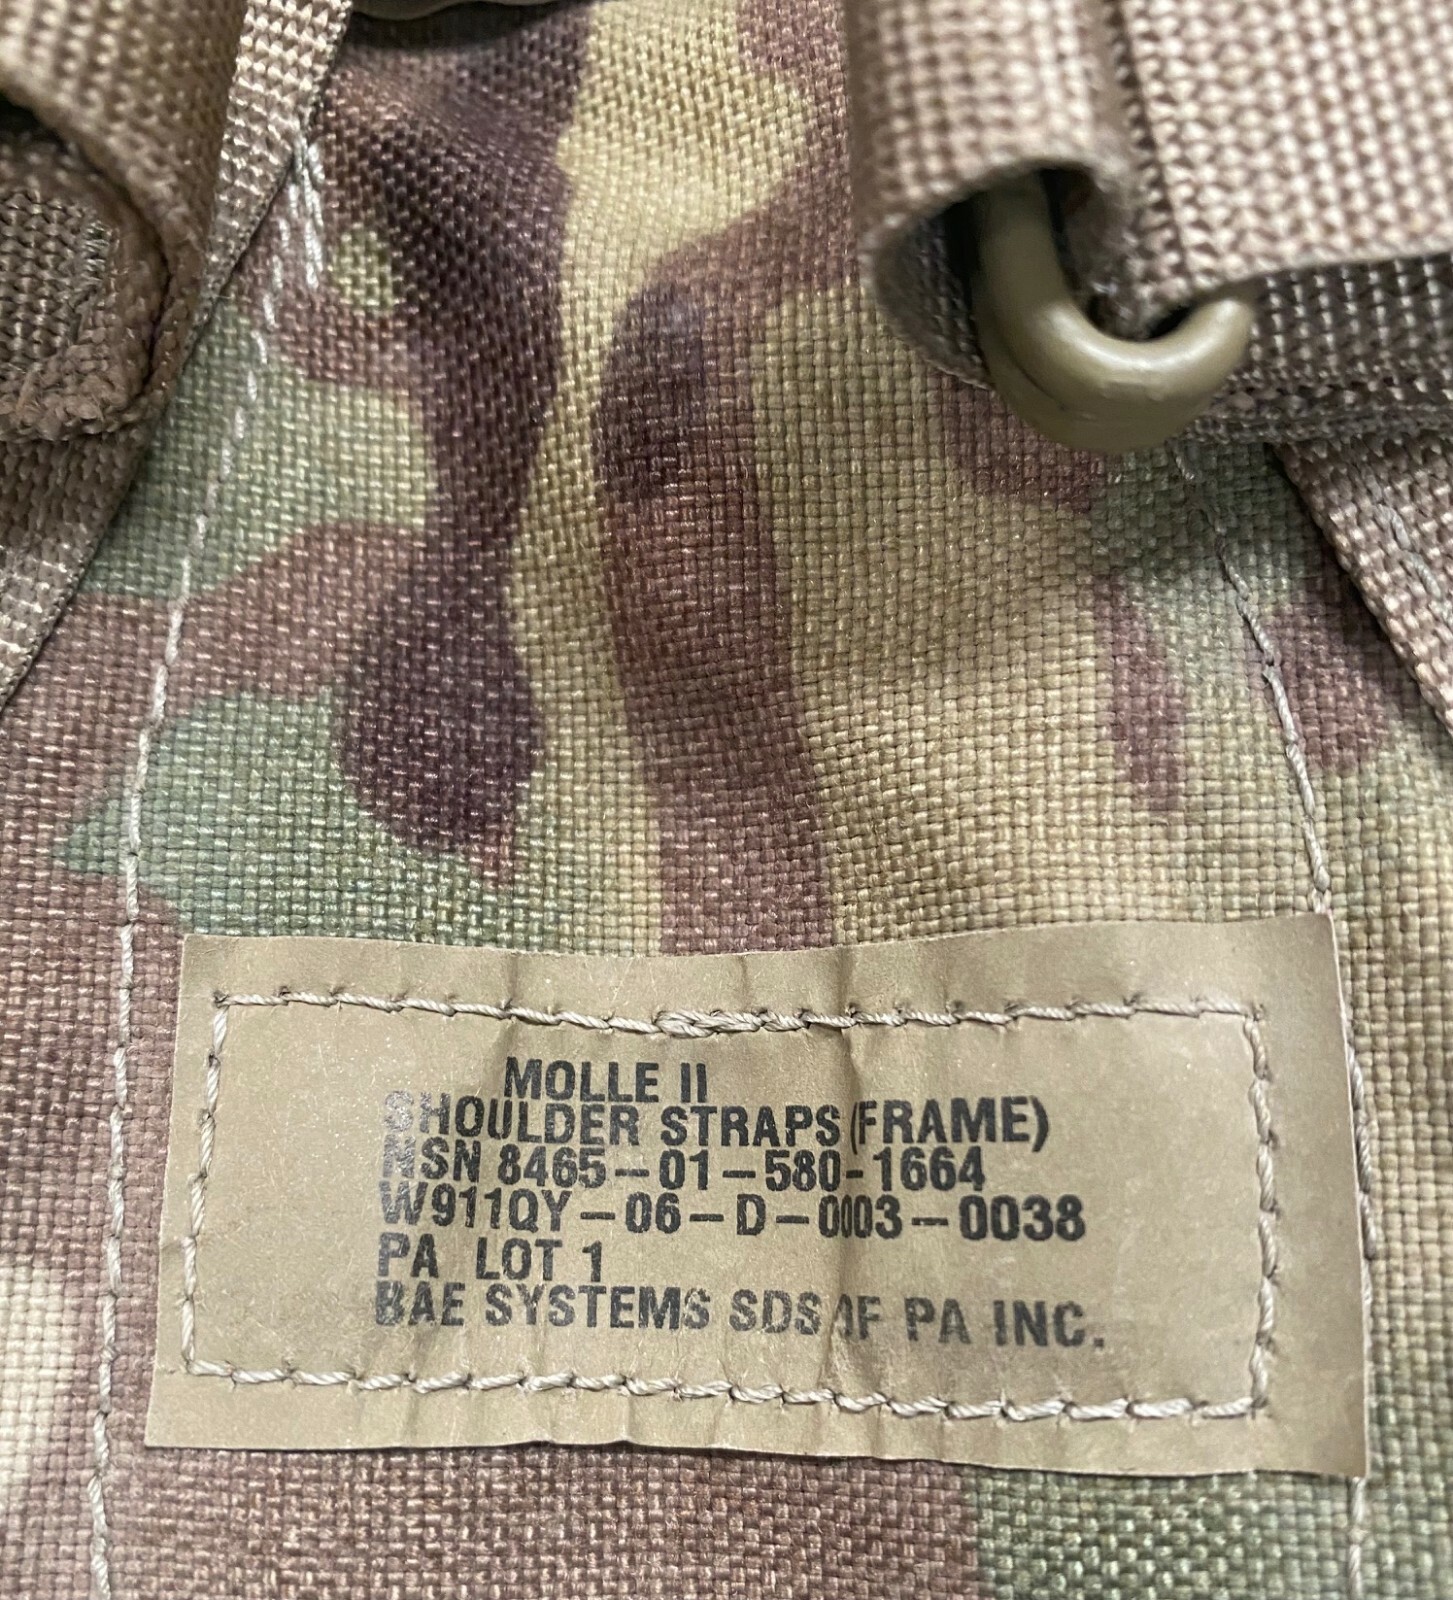 MOLLE II
SHOULDER STRAPS (FRAME)
NSN 8465-01-580-1664
W911QY-06-D-0003-0038
PA LOT 1
BAE SYSTEMS SDS OF PA INC.